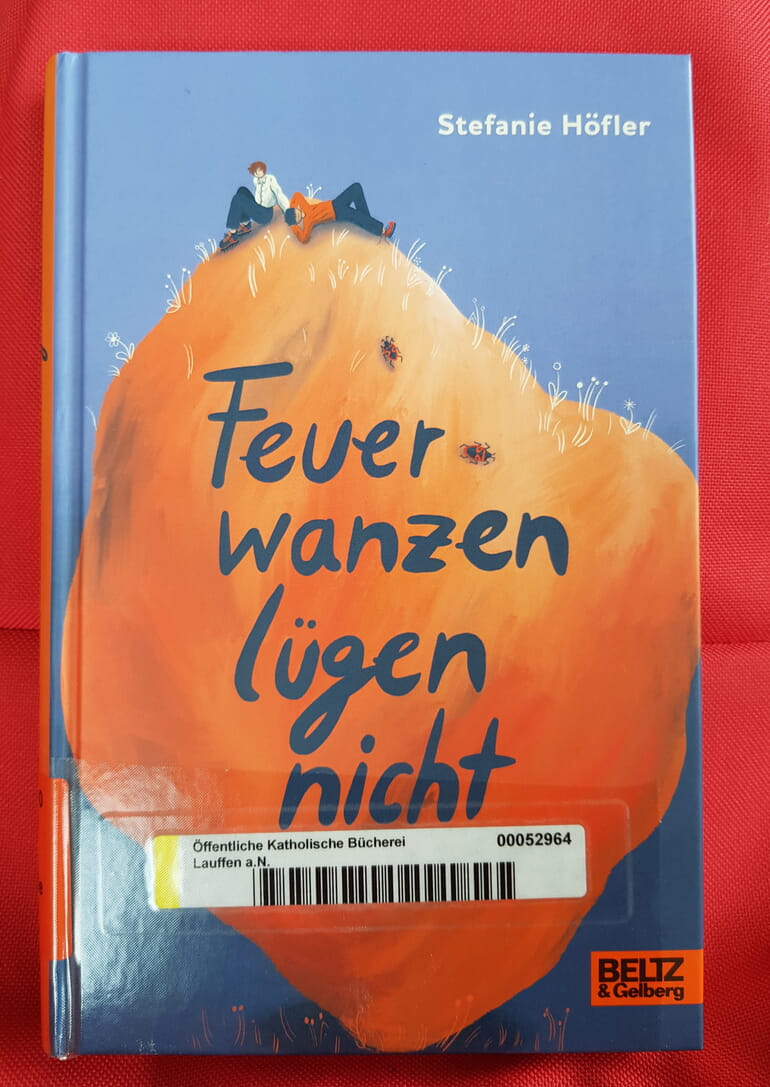 Stefanie Höfler
Feuer
wanzen
lügen
nicht
Öffentliche Katholische Bücherei 00052964
Lauffen a.N.
BELTZ
& Gelberg